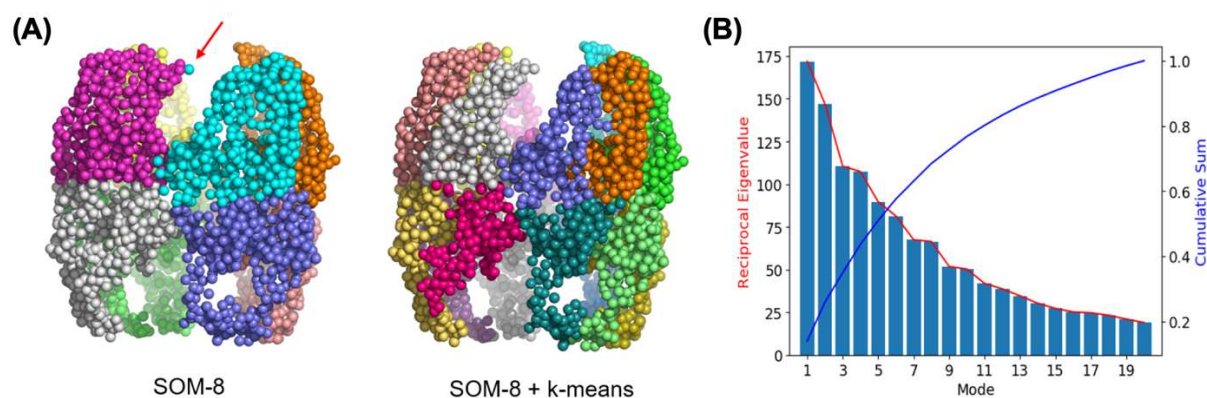 (A)
SOM-8
SOM-8 + k-means
(B)
Reciprocal Eigenvalue
175
150
125
100
75
50
25
0
1 3 5 7 9 11 13 15 17 19
Mode
1.0
0.8
0.6
0.4
0.2
Cumulative Sum